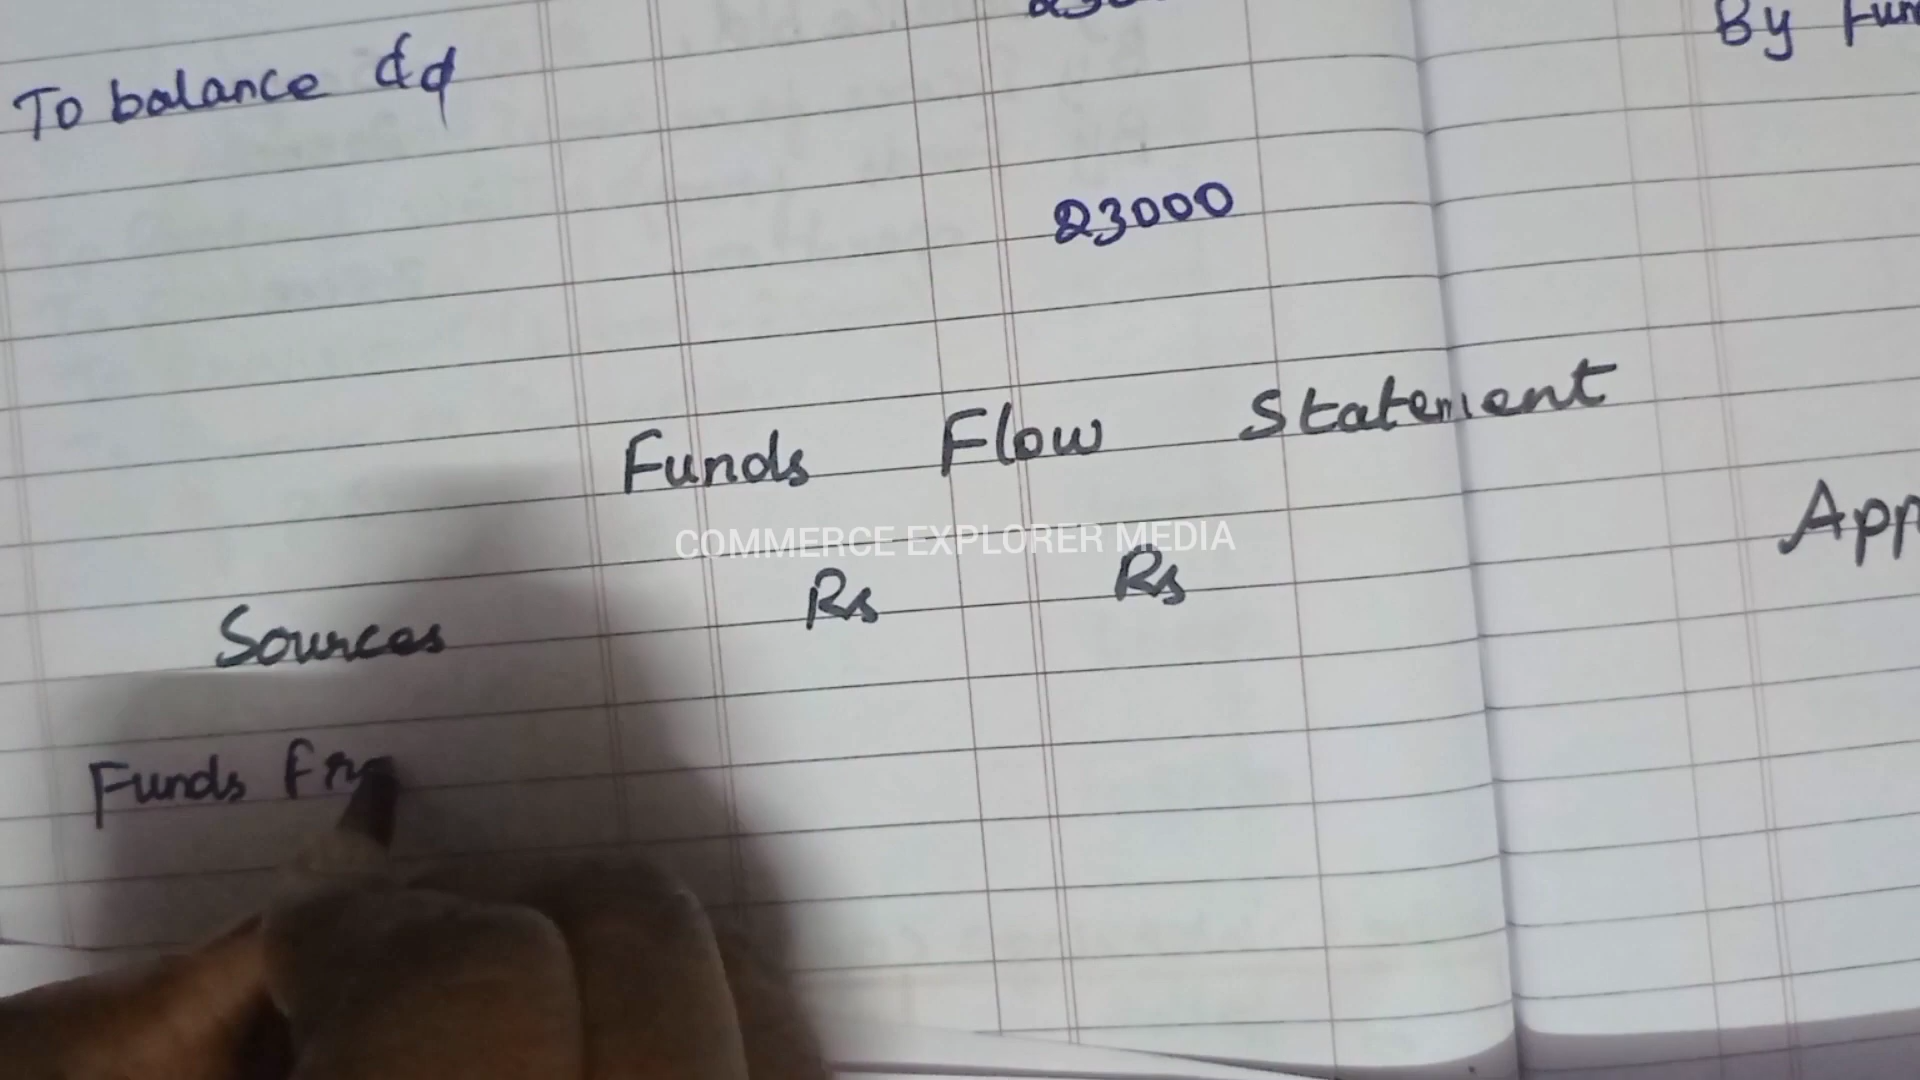 To balance c/d
By
23000
Funds Flow Statement
COMMERCE EXPLORER MEDIA
Sources Rs Rs
Funds